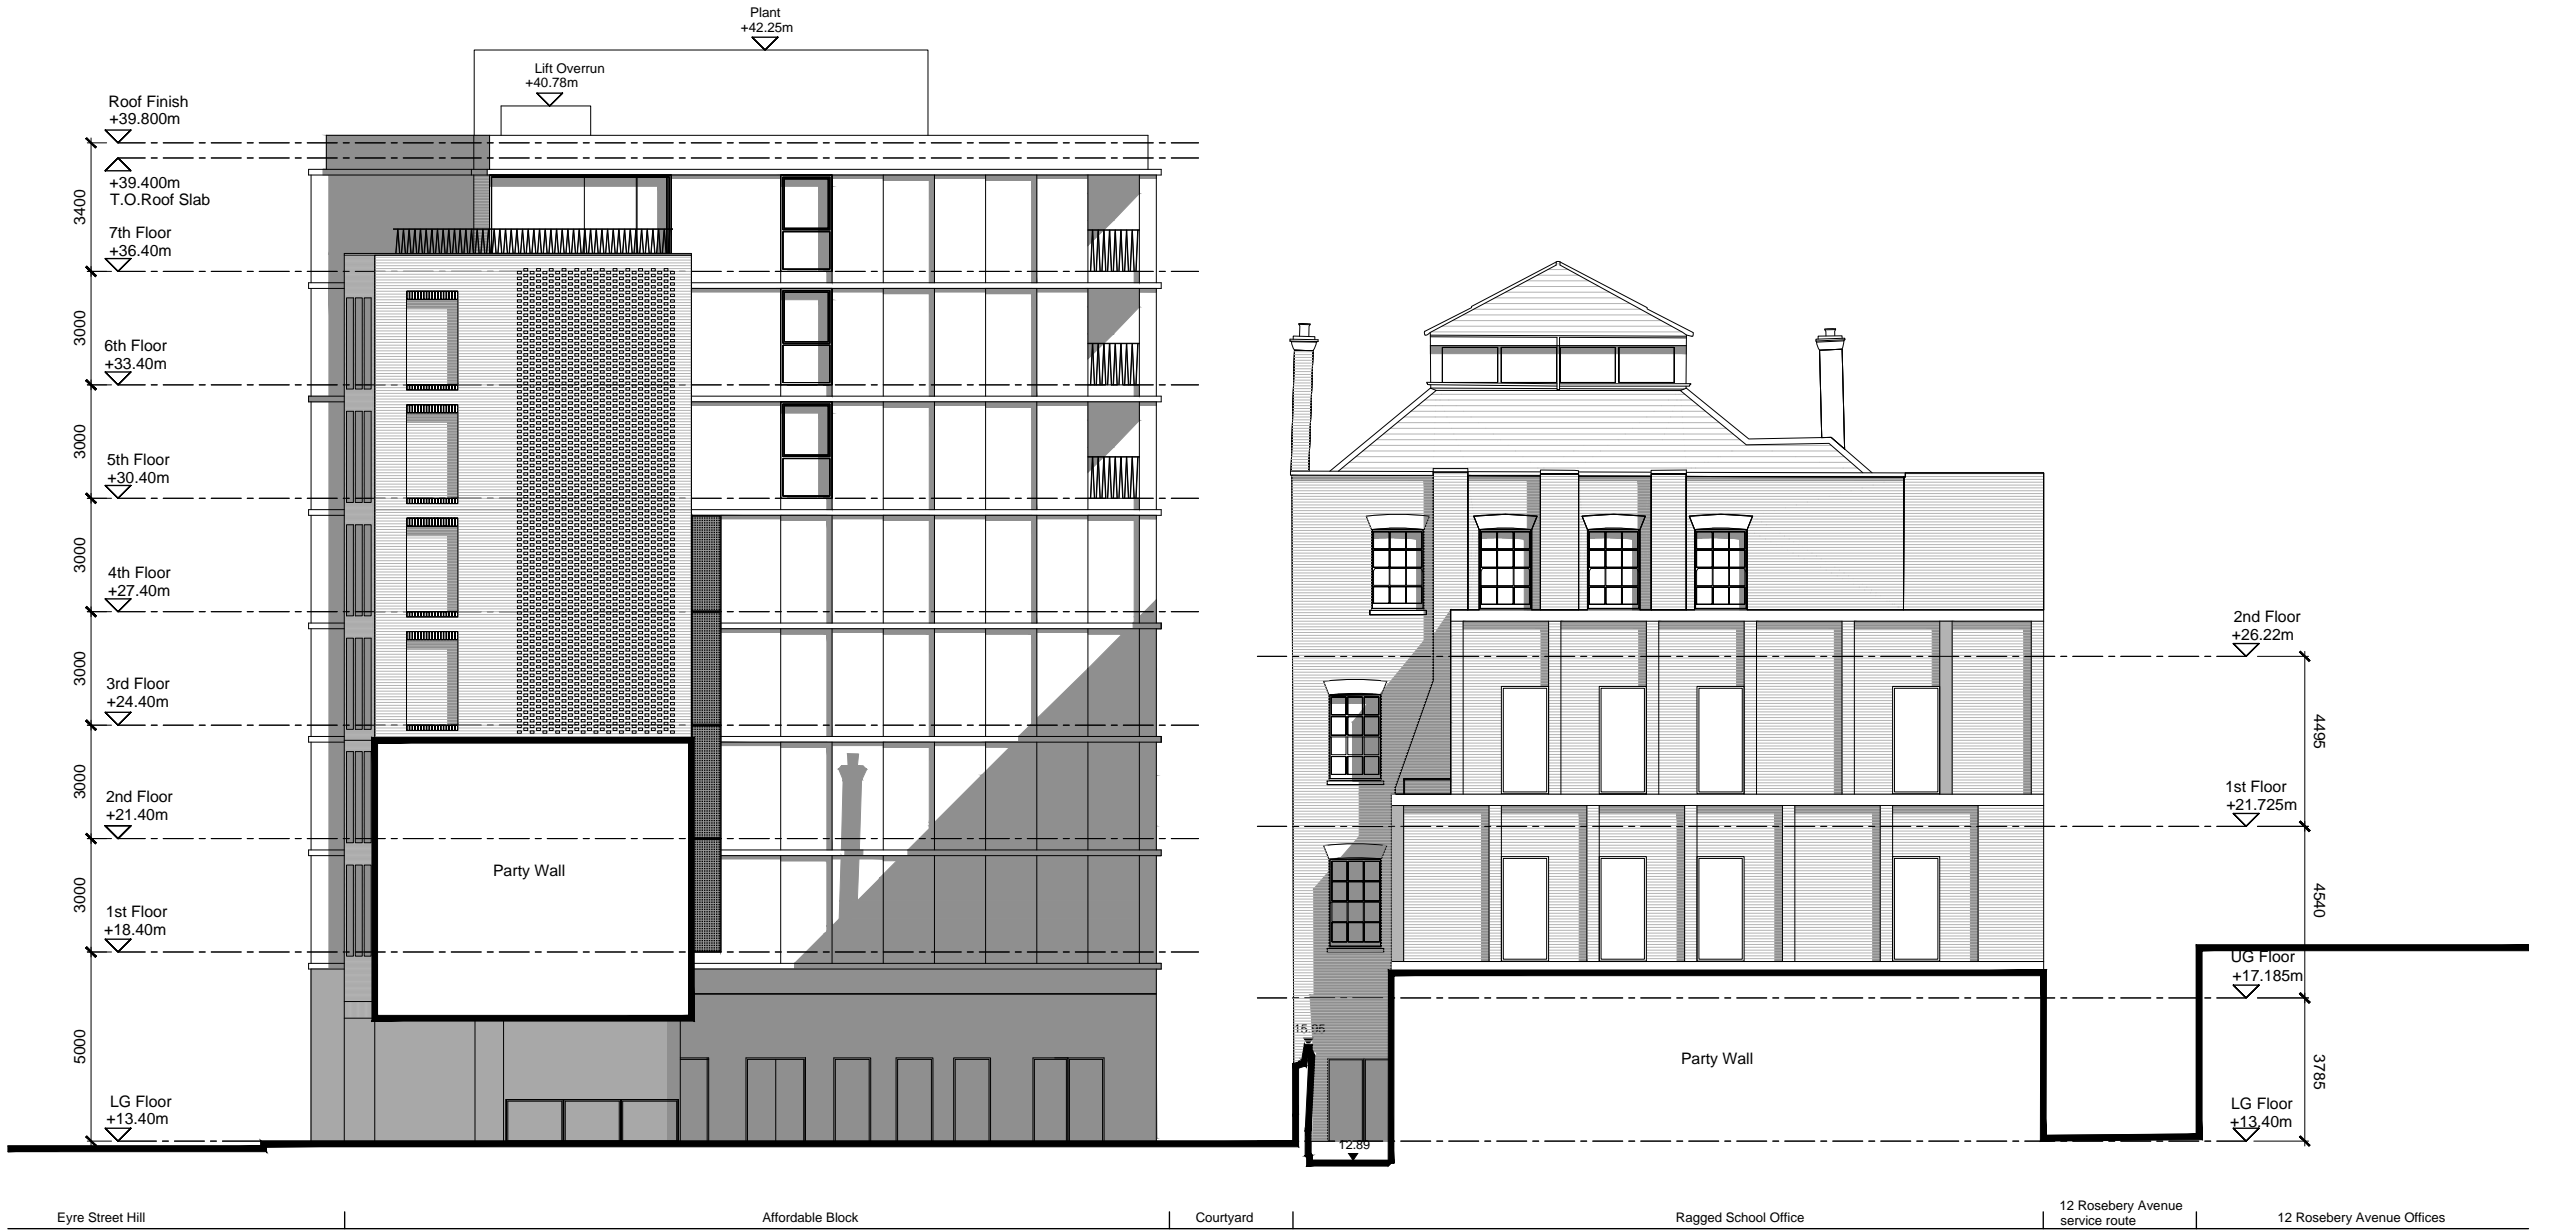 Plant
+42.25m
Lift Overrun
+40.78m
Roof Finish
+39.800m
+39.400m
T.O.Roof Slab
3400
7th Floor
+36.40m
3000
6th Floor
+33.40m
3000
5th Floor
+30.40m
3000
4th Floor
+27.40m
3000
3rd Floor
+24.40m
3000
2nd Floor
+21.40m
3000
1st Floor
+18.40m
5000
LG Floor
+13.40m
Party Wall
15.95
12.89
Party Wall
2nd Floor
+26.22m
4495
1st Floor
+21.725m
4540
UG Floor
+17.185m
3785
LG Floor
+13.40m
Eyre Street Hill
Affordable Block
Courtyard
Ragged School Office
12 Rosebery Avenue
service route
12 Rosebery Avenue Offices